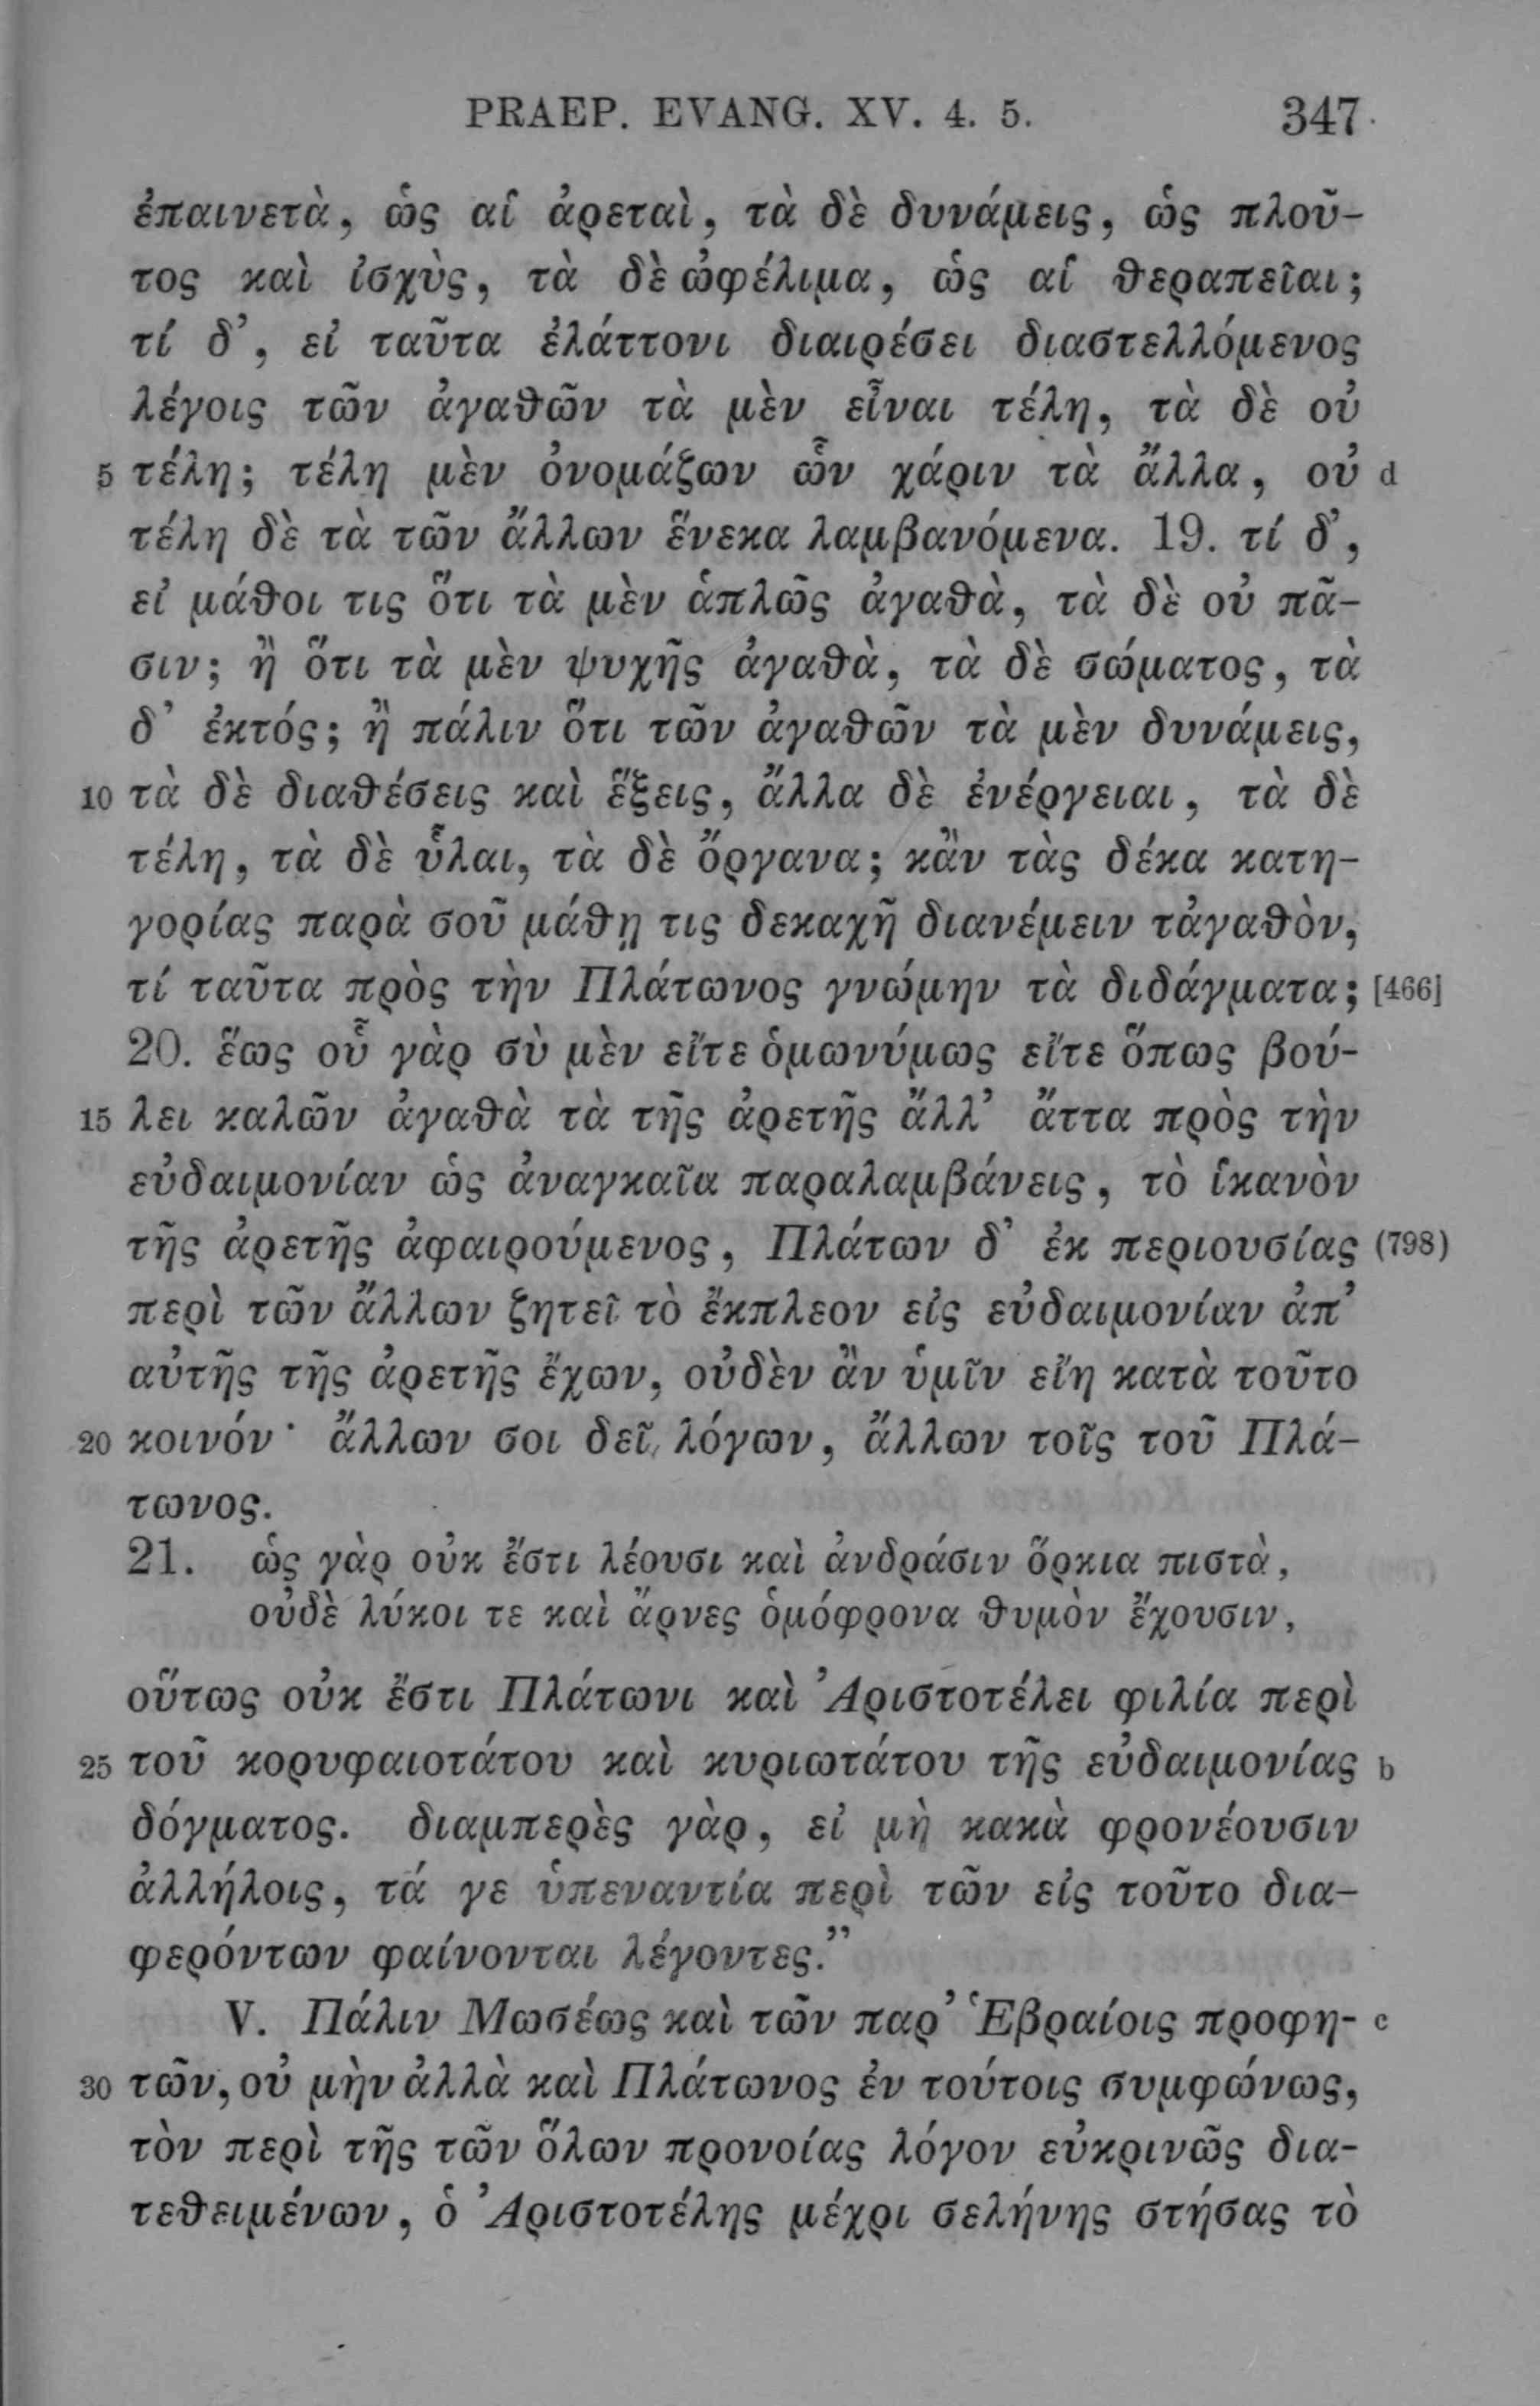 PRAEP. EVANG. XV. 4. 5. 347
ἐπαινετὰ, ὡς αἱ ἀρεταὶ, τὰ δὲ δυνάμεις, ὡς πλοῦ-
τος καὶ ἰσχὺς, τὰ δὲ ὠφέλιμα, ὡς αἱ θεραπεῖαι;
τί δ᾽, εἰ ταῦτα ἐλάττονι διαιρέσει διαστελλόμενος
λέγοις τῶν ἀγαθῶν τὰ μὲν εἶναι τέλη, τὰ δὲ οὐ
5 τέλη; τέλη μὲν ὀνομάζων ὧν χάριν τὰ ἄλλα, οὐ d
τέλη δὲ τὰ τῶν ἄλλων ἕνεκα λαμβανόμενα. 19. τί δ᾽,
εἰ μάθοι τις ὅτι τὰ μὲν ἁπλῶς ἀγαθὰ, τὰ δὲ οὐ πᾶ-
σιν; ἢ ὅτι τὰ μὲν ψυχῆς ἀγαθὰ, τὰ δὲ σώματος, τὰ
δ᾽ ἐκτός; ἢ πάλιν ὅτι τῶν ἀγαθῶν τὰ μὲν δυνάμεις,
10 τὰ δὲ διαθέσεις καὶ ἕξεις, ἄλλα δὲ ἐνέργειαι, τὰ δὲ
τέλη, τὰ δὲ ὗλαι, τὰ δὲ ὄργανα; κἂν τὰς δέκα κατη-
γορίας παρὰ σοῦ μάθῃ τις δεκαχῆ διανέμειν τἀγαθὸν,
τί ταῦτα πρὸς τὴν Πλάτωνος γνώμην τὰ διδάγματα; [466]
20. ἕως οὗ γὰρ σὺ μὲν εἴτε ὁμωνύμως εἴτε ὅπως βού-
15 λει καλῶν ἀγαθὰ τὰ τῆς ἀρετῆς ἄλλ᾽ ἄττα πρὸς τὴν
εὐδαιμονίαν ὡς ἀναγκαῖα παραλαμβάνεις, τὸ ἱκανὸν
τῆς ἀρετῆς ἀφαιρούμενος, Πλάτων δ᾽ ἐκ περιουσίας (798)
περὶ τῶν ἄλλων ζητεῖ τὸ ἔκπλεον εἰς εὐδαιμονίαν ἀπ᾽
αὐτῆς τῆς ἀρετῆς ἔχων, οὐδὲν ἂν ὑμῖν εἴη κατὰ τοῦτο
20 κοινόν· ἄλλων σοι δεῖ λόγων, ἄλλων τοῖς τοῦ Πλά-
τωνος.
21. ὡς γὰρ οὐκ ἔστι λέουσι καὶ ἀνδράσιν ὅρκια πιστὰ,
οὐδὲ λύκοι τε καὶ ἄρνες ὁμόφρονα θυμὸν ἔχουσιν,
οὕτως οὐκ ἔστι Πλάτωνι καὶ Ἀριστοτέλει φιλία περὶ
25 τοῦ κορυφαιοτάτου καὶ κυριωτάτου τῆς εὐδαιμονίας b
δόγματος. διαμπερὲς γὰρ, εἰ μὴ κακὰ φρονέουσιν
ἀλλήλοις, τά γε ὑπεναντία περὶ τῶν εἰς τοῦτο δια-
φερόντων φαίνονται λέγοντες.”
V. Πάλιν Μωσέως καὶ τῶν παρ᾽ Ἑβραίοις προφη- c
30 τῶν, οὐ μὴν ἀλλὰ καὶ Πλάτωνος ἐν τούτοις συμφώνως,
τὸν περὶ τῆς τῶν ὅλων προνοίας λόγον εὐκρινῶς δια-
τεθειμένων, ὁ Ἀριστοτέλης μέχρι σελήνης στήσας τὸ